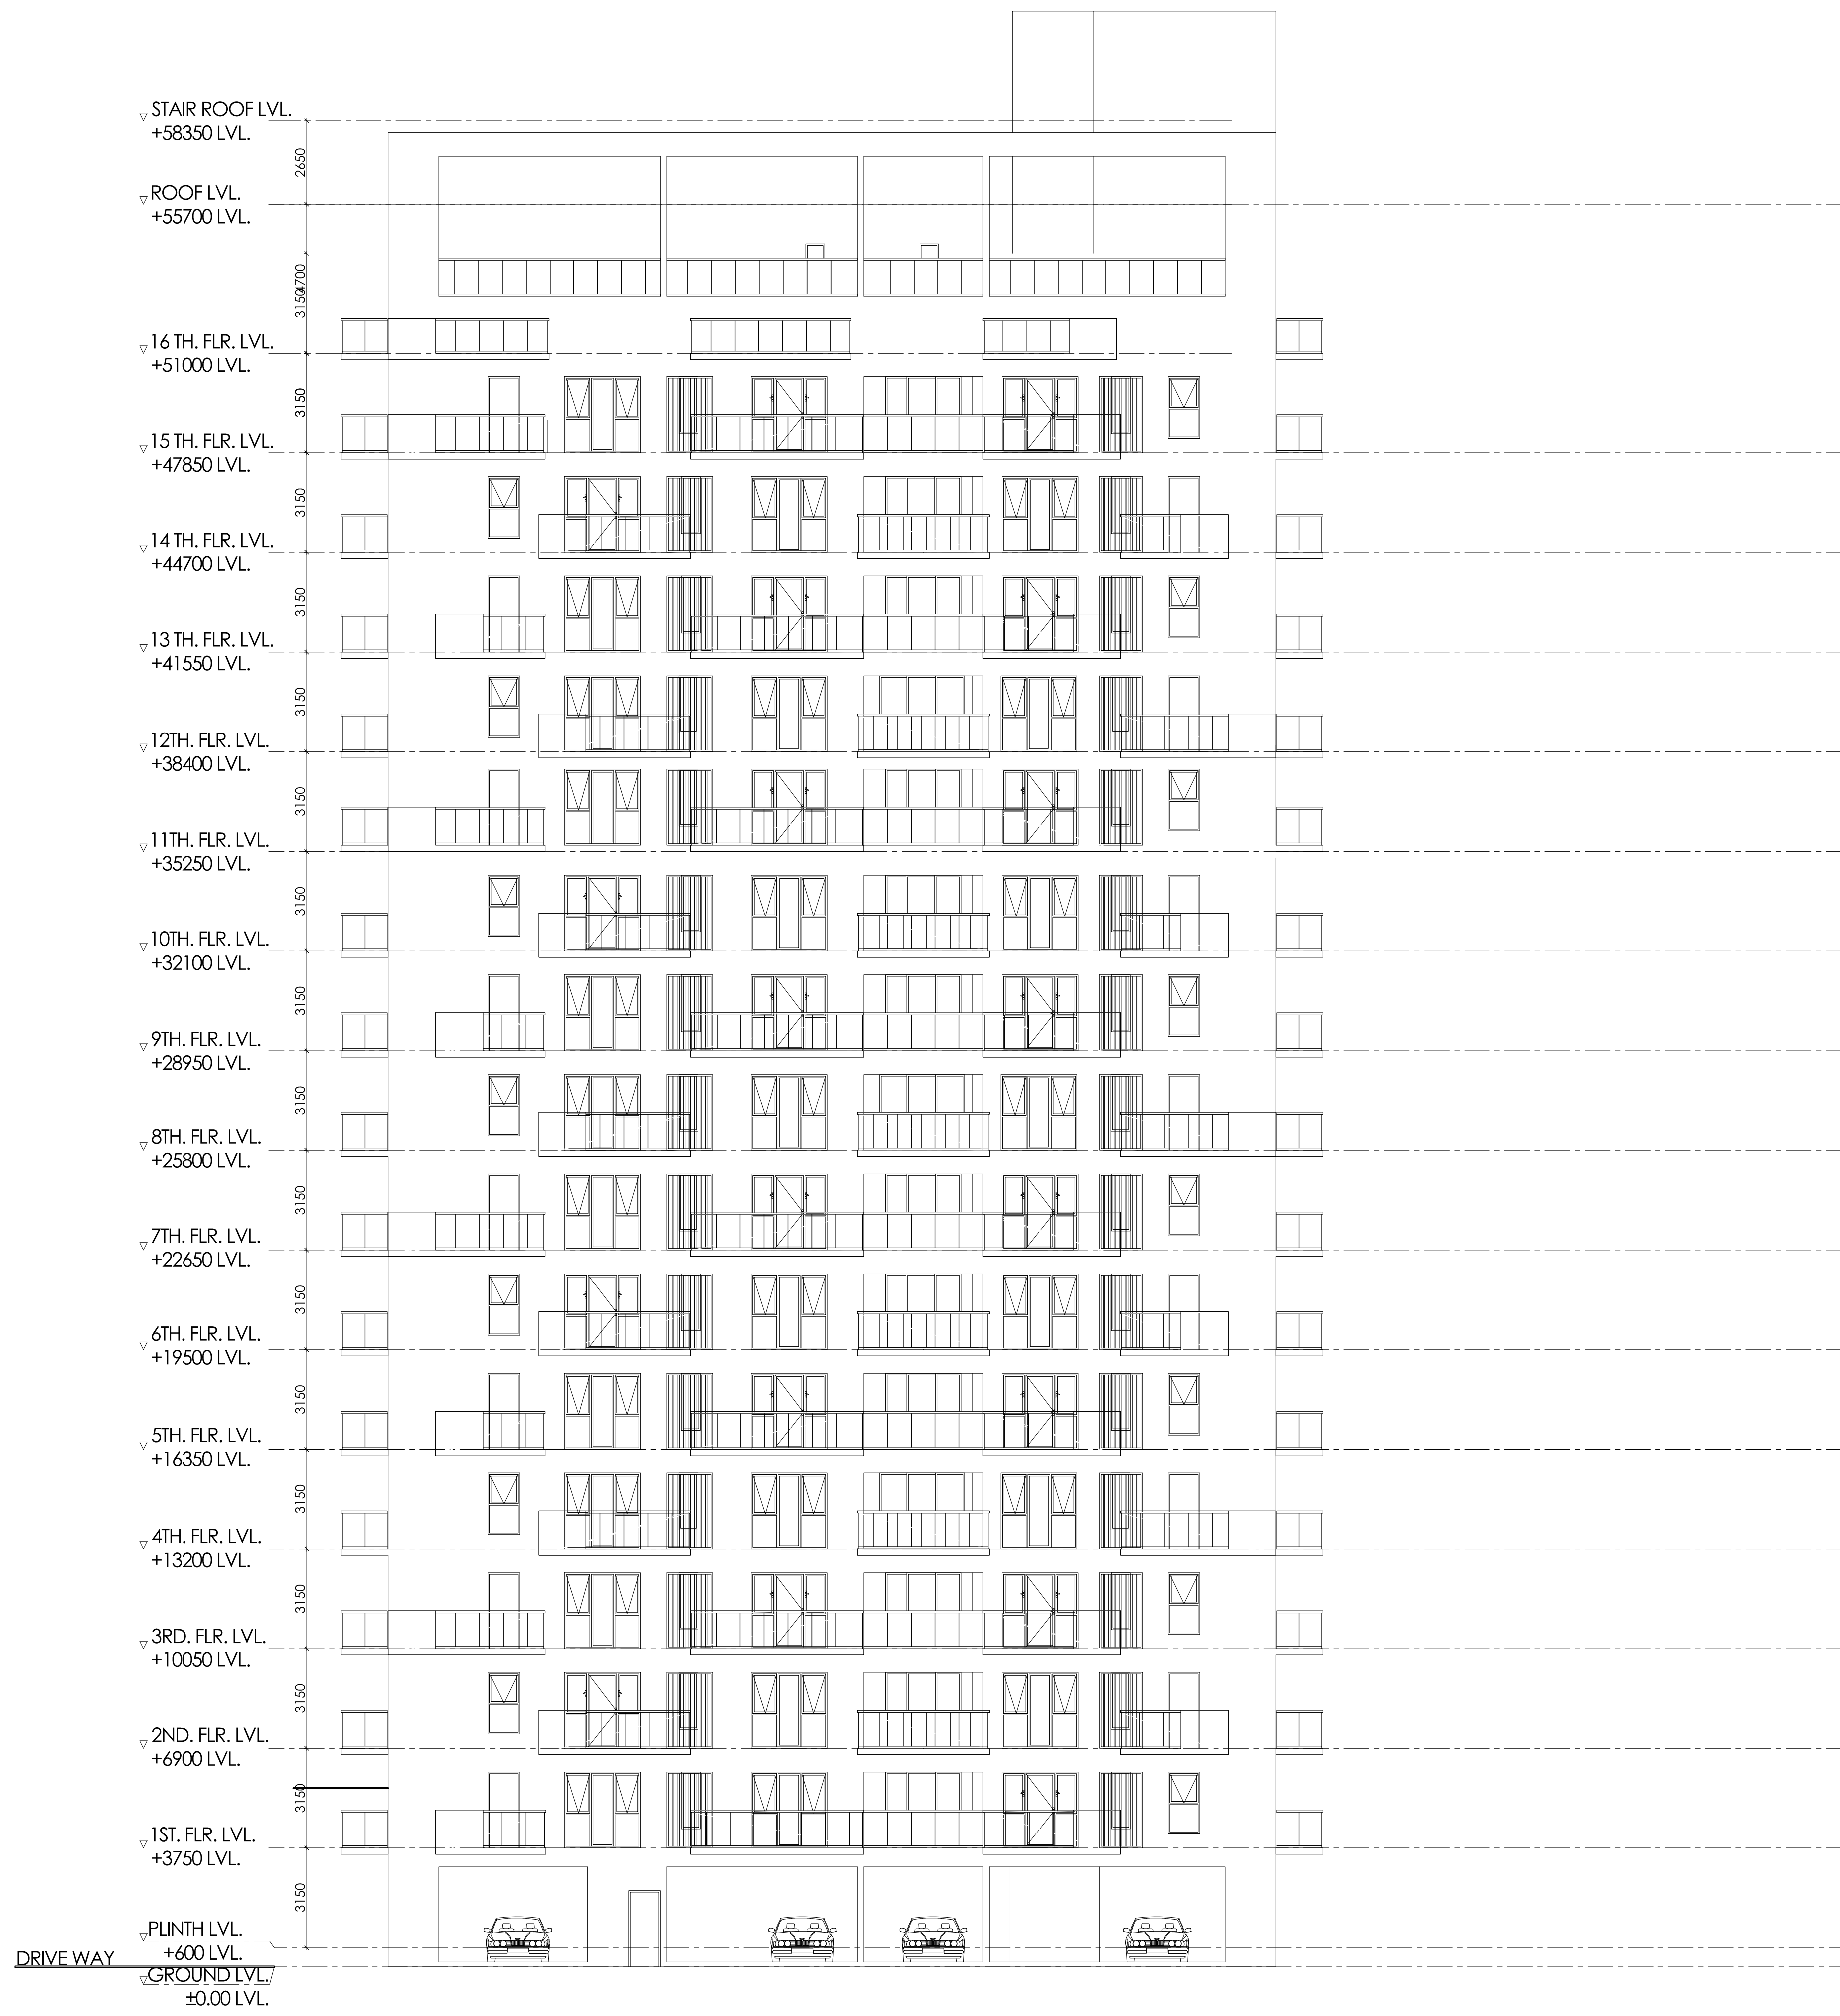 STAIR ROOF LVL.
+58350 LVL.
2650
ROOF LVL.
+55700 LVL.
4700
3150
16 TH. FLR. LVL.
+51000 LVL.
3150
15 TH. FLR. LVL.
+47850 LVL.
3150
14 TH. FLR. LVL.
+44700 LVL.
3150
13 TH. FLR. LVL.
+41550 LVL.
3150
12TH. FLR. LVL.
+38400 LVL.
3150
11TH. FLR. LVL.
+35250 LVL.
3150
10TH. FLR. LVL.
+32100 LVL.
3150
9TH. FLR. LVL.
+28950 LVL.
3150
8TH. FLR. LVL.
+25800 LVL.
3150
7TH. FLR. LVL.
+22650 LVL.
3150
6TH. FLR. LVL.
+19500 LVL.
3150
5TH. FLR. LVL.
+16350 LVL.
3150
4TH. FLR. LVL.
+13200 LVL.
3150
3RD. FLR. LVL.
+10050 LVL.
3150
2ND. FLR. LVL.
+6900 LVL.
3150
1ST. FLR. LVL.
+3750 LVL.
3150
PLINTH LVL.
+600 LVL.
DRIVE WAY
GROUND LVL.
±0.00 LVL.